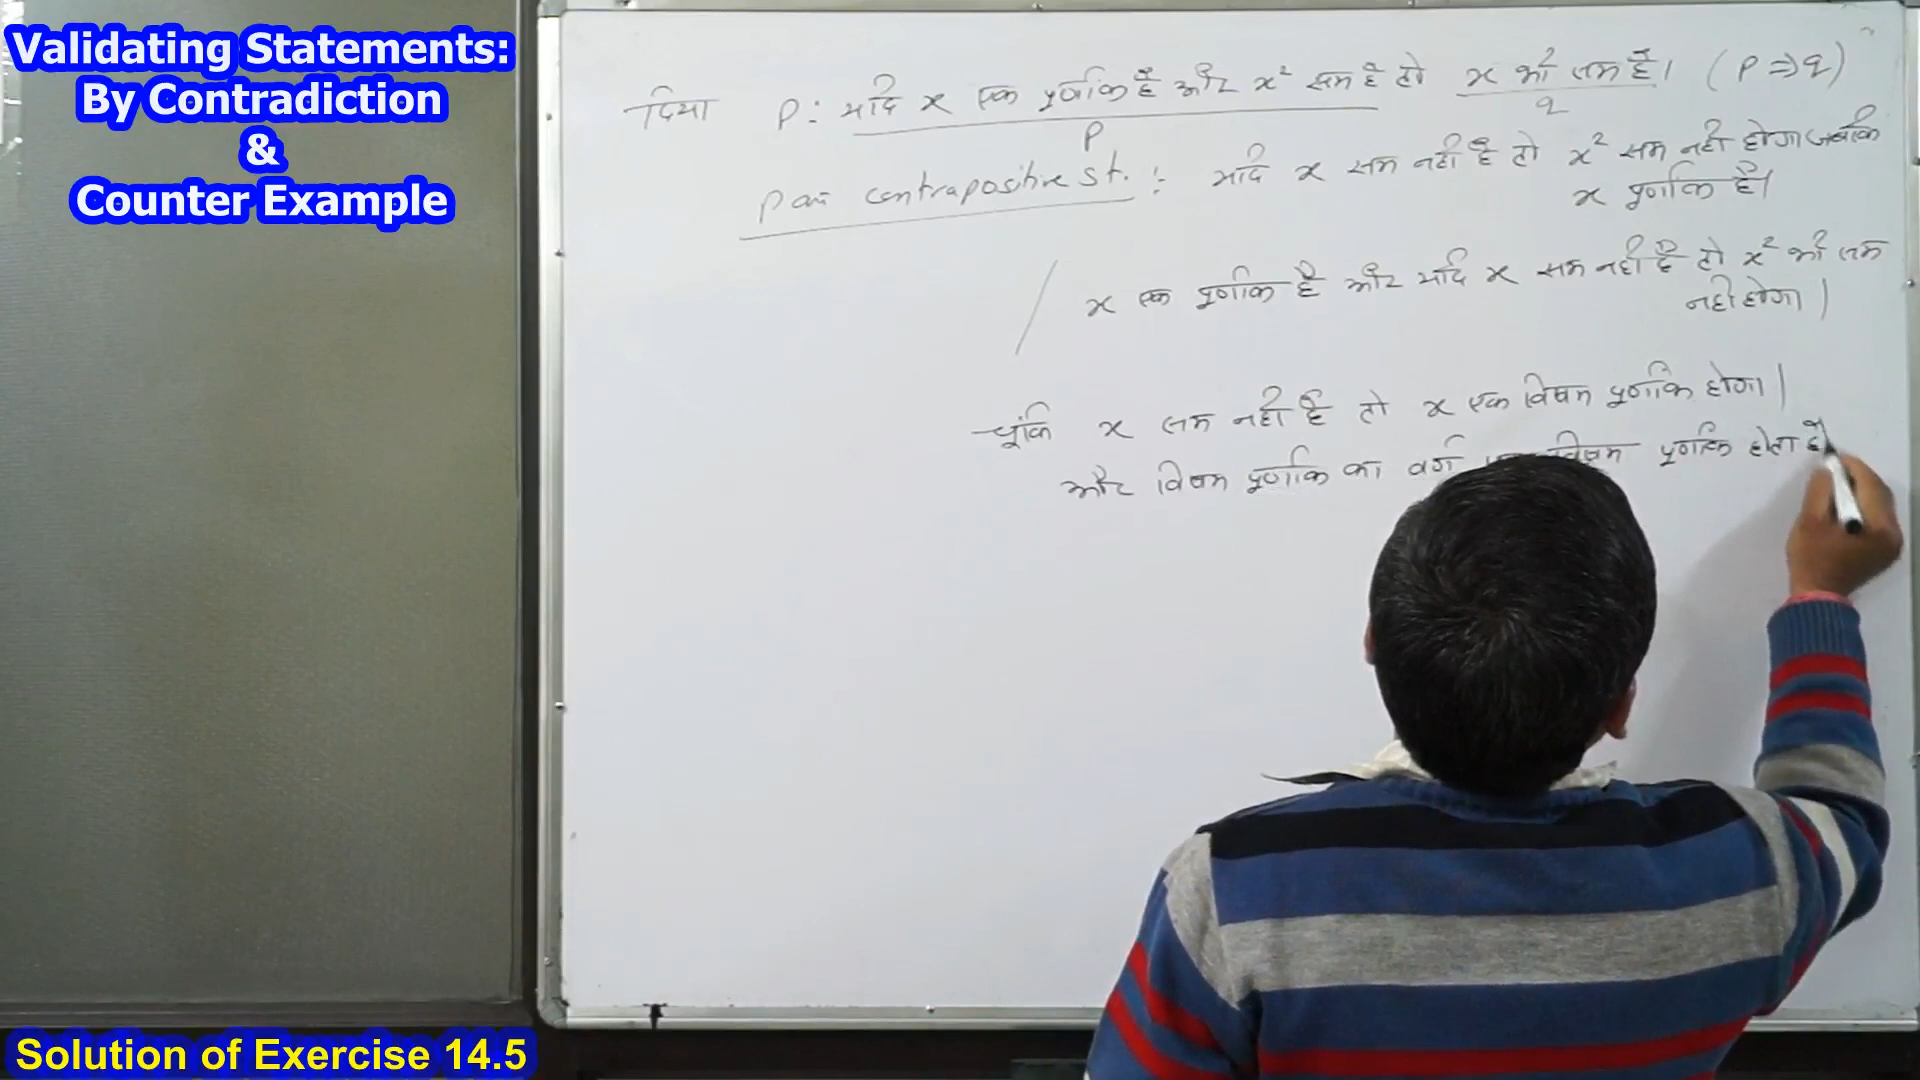 Validating Statements:
By Contradiction
&
Counter Example
दिया P: यदि x एक पूर्णांक है और x² सम है तो x भी सम है। (P⇒q)
P q
P का contrapositive st. : यदि x सम नहीं है तो x² सम नहीं होगा जबकि
x पूर्णांक है।
/ x एक पूर्णांक है और यदि x सम नहीं है तो x² भी सम
नहीं होगा।
चूंकि x सम नहीं है तो x एक विषम पूर्णांक होगा।
और विषम पूर्णांक का वर्ग विषम पूर्णांक होता है
Solution of Exercise 14.5